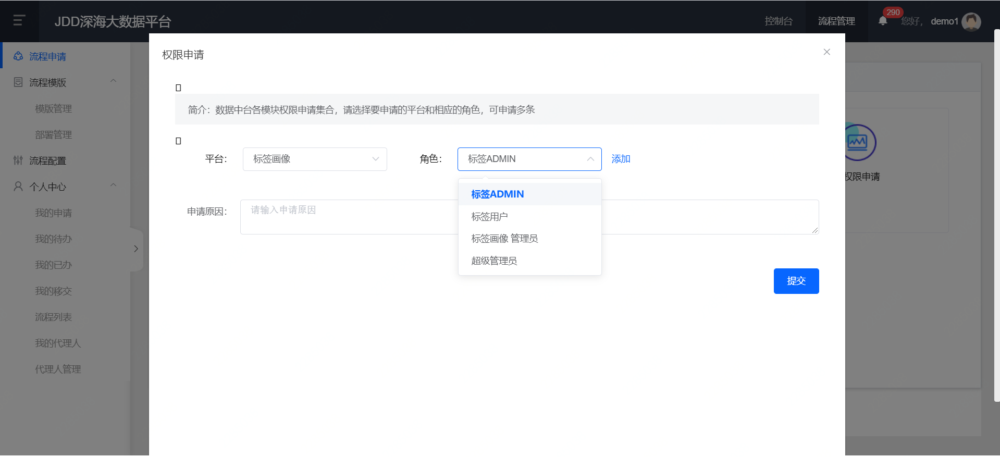 JDD深海大数据平台
控制台
流程管理
290
您好，
demo1
流程申请
流程模版
模版管理
部署管理
流程配置
个人中心
我的申请
我的待办
我的已办
我的移交
流程列表
我的代理人
代理人管理
权限申请
简介：数据中台各模块权限申请集合，请选择要申请的平台和相应的角色，可申请多条
平台：
标签画像
角色：
标签ADMIN
添加
标签ADMIN
标签用户
标签画像 管理员
超级管理员
申请原因：
请输入申请原因
提交
权限申请